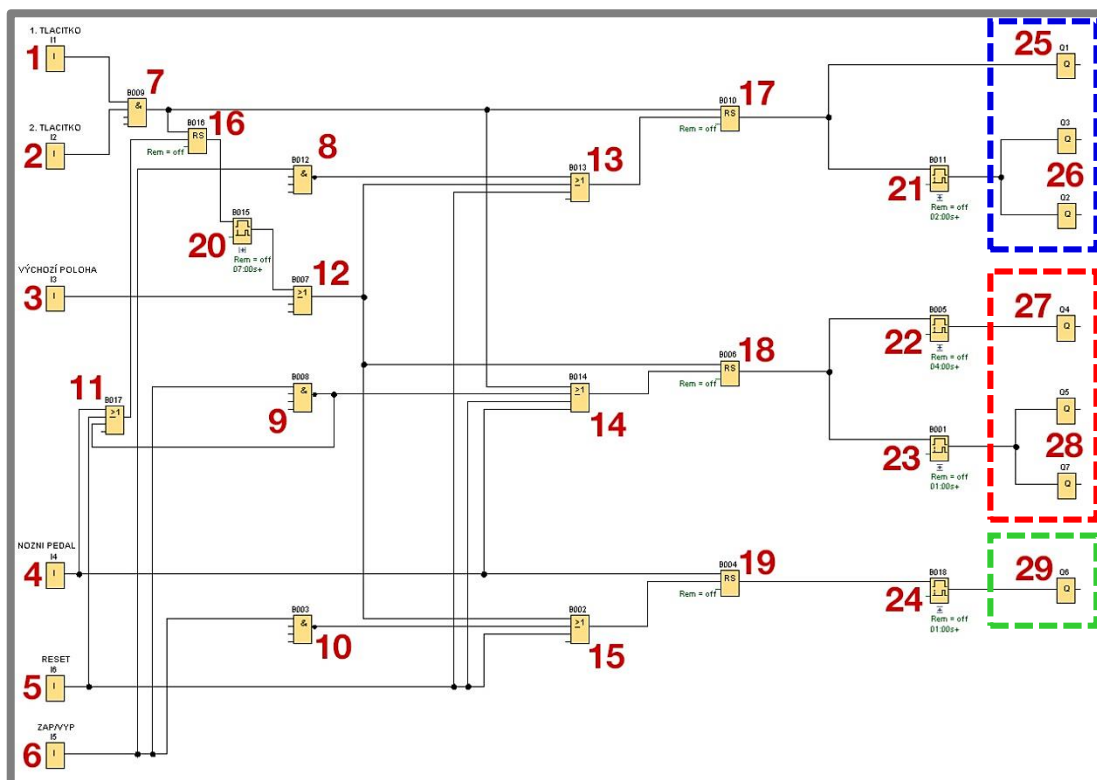 1. TLACITKO
I1
1
B009
7
&
B016
16
RS
Rem = off
2. TLACITKO
I2
2
I
B012
8
&
B010
17
RS
Rem = off
B013
13
≥1
25
Q1
Q
Q3
Q
26
Q2
Q
B011
21
Rem = off
02:00s+
B015
20
Rem = off
07:00s+
VÝCHOZÍ POLOHA
I3
3
I
B007
12
≥1
B008
9
&
B017
11
≥1
B014
14
≥1
B006
18
RS
Rem = off
B005
22
Rem = off
04:00s+
27
Q4
Q
B001
23
Rem = off
01:00s+
Q5
Q
28
Q7
Q
NOZNI PEDAL
I4
4
I
B003
10
&
B002
15
≥1
B004
19
RS
Rem = off
B018
24
Rem = off
01:00s+
29
Q6
Q
RESET
I6
5
I
ZAP/VYP
I5
6
I